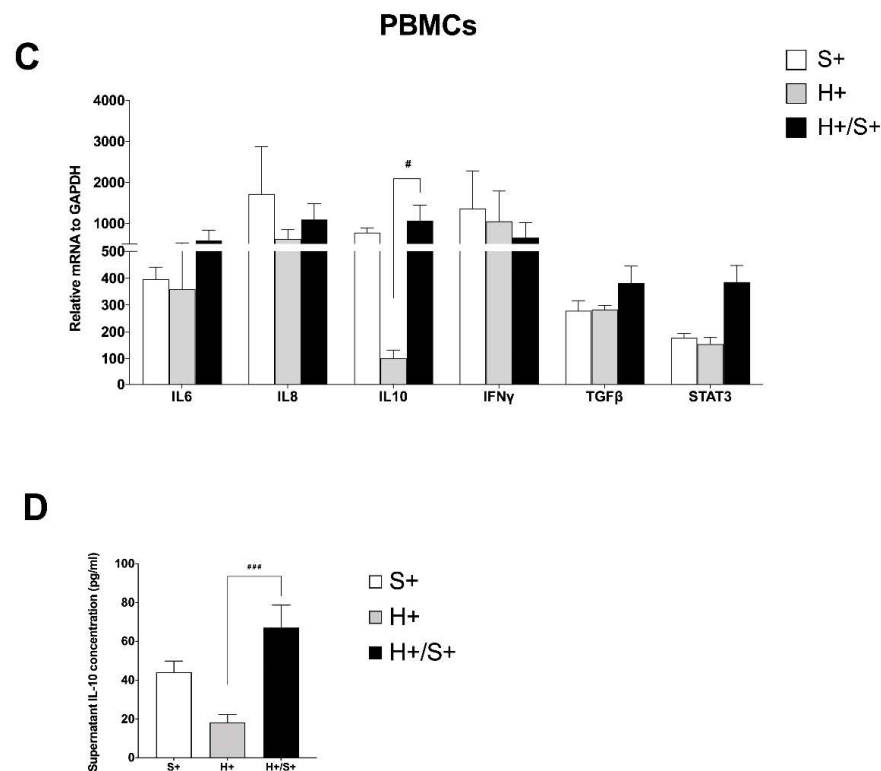 PBMCs
C
S+
H+
H+/S+
Relative mRNA to GAPDH
4000
3000
2000
1000
500
400
300
200
100
0
#
IL6 IL8 IL10 IFNγ TGFβ STAT3
D
Supernatant IL-10 concentration (pg/ml)
100
80
60
40
20
0
###
S+ H+ H+/S+
S+
H+
H+/S+